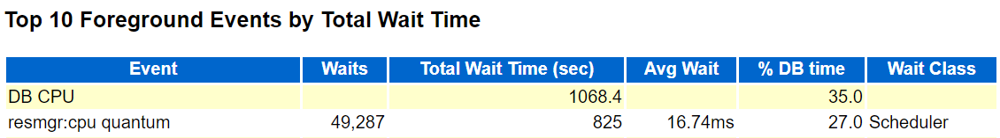 Top 10 Foreground Events by Total Wait Time
Event Waits Total Wait Time (sec) Avg Wait % DB time Wait Class
DB CPU 1068.4 35.0
resmgr:cpu quantum 49,287 825 16.74ms 27.0 Scheduler